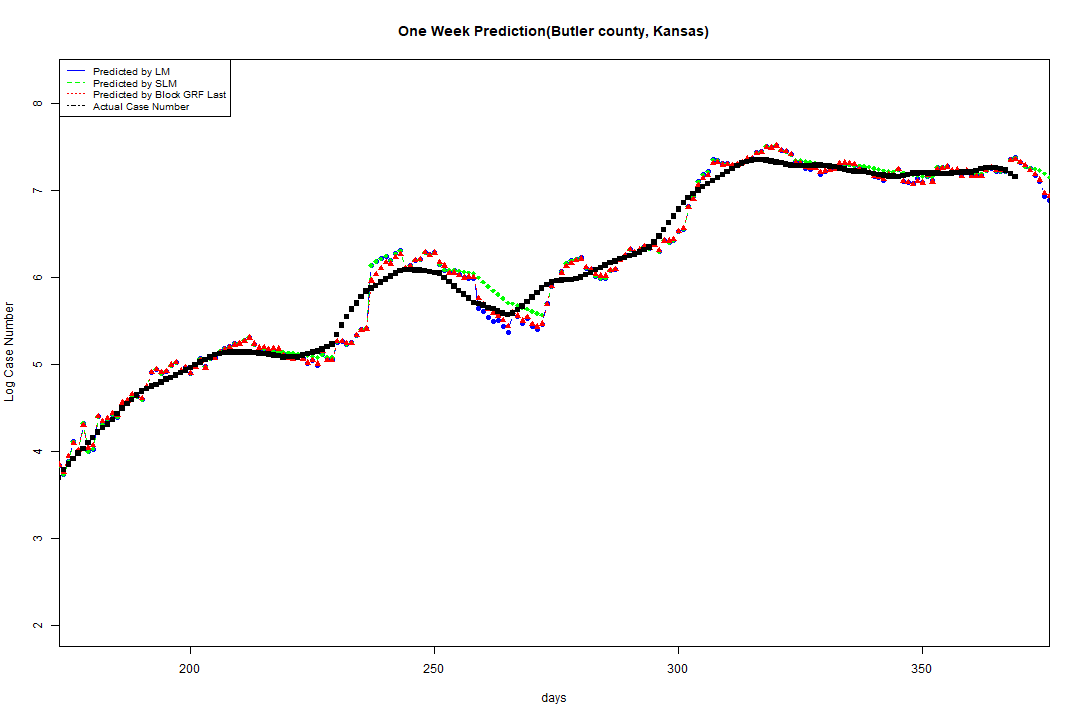 One Week Prediction(Butler county, Kansas)
Predicted by LM
Predicted by SLM
Predicted by Block GRF Last
Actual Case Number
8
7
6
5
4
3
2
Log Case Number
200
250
300
350
days